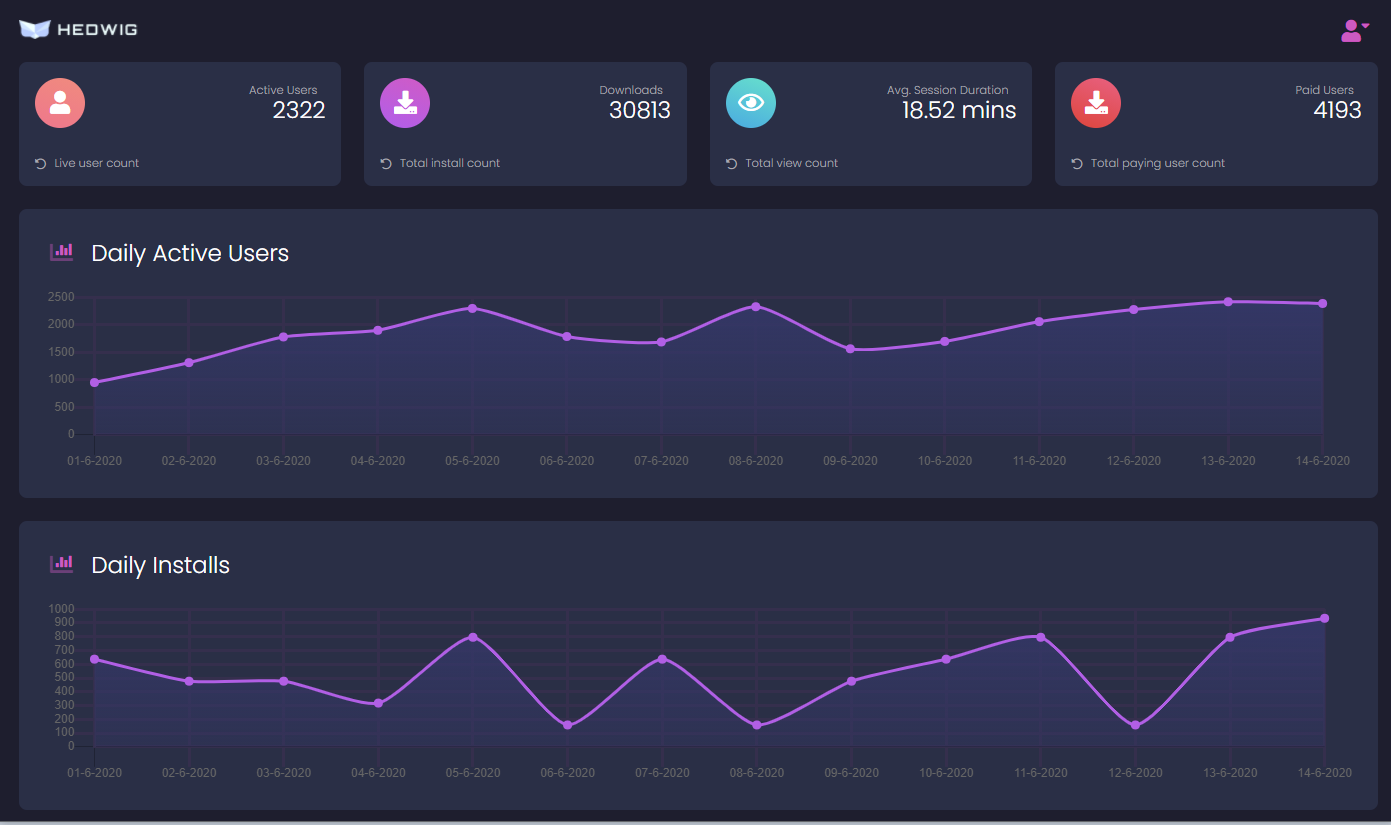 HEDWIG
Active Users
2322
Live user count
Downloads
30813
Total install count
Avg. Session Duration
18.52 mins
Total view count
Paid Users
4193
Total paying user count
Daily Active Users
2500
2000
1500
1000
500
0
01-6-2020 02-6-2020 03-6-2020 04-6-2020 05-6-2020 06-6-2020 07-6-2020 08-6-2020 09-6-2020 10-6-2020 11-6-2020 12-6-2020 13-6-2020 14-6-2020
Daily Installs
1000
900
800
700
600
500
400
300
200
100
0
01-6-2020 02-6-2020 03-6-2020 04-6-2020 05-6-2020 06-6-2020 07-6-2020 08-6-2020 09-6-2020 10-6-2020 11-6-2020 12-6-2020 13-6-2020 14-6-2020